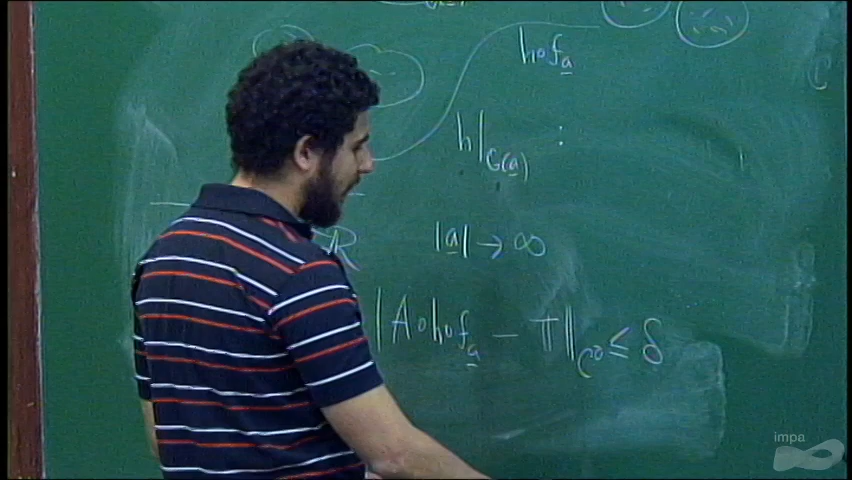 h∘f_a
h|_{G(a)} :
R |a| → ∞
|A∘h∘f_a − π‖_{C^0} ≤ δ
impa